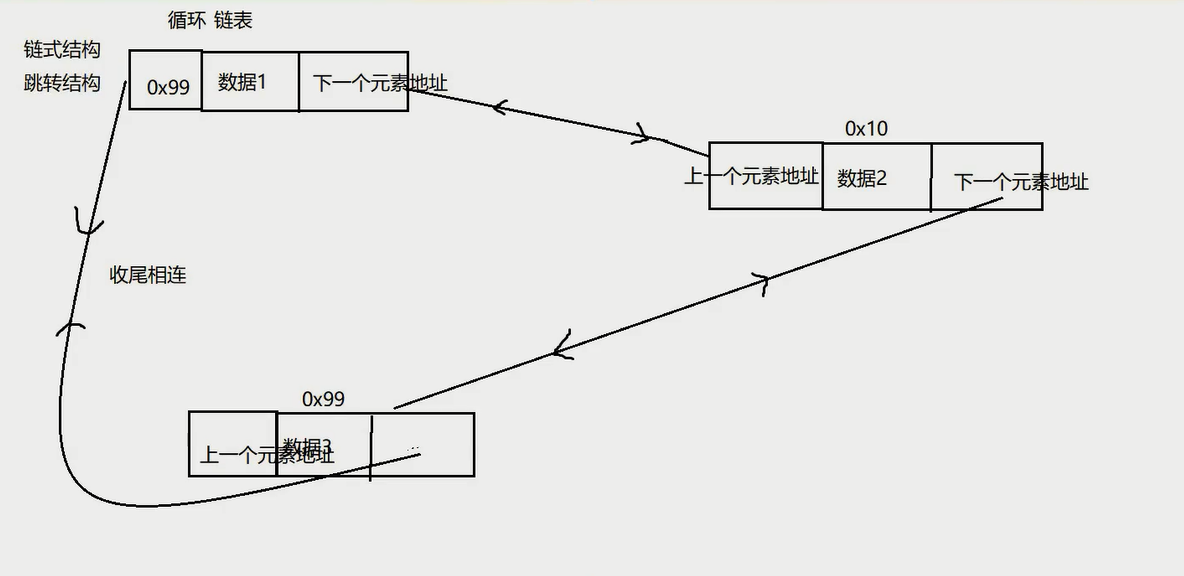 循环 链表
链式结构
跳转结构
0x99
数据1
下一个元素地址
0x10
上一个元素地址
数据2
下一个元素地址
收尾相连
0x99
上一个元素地址
数据3